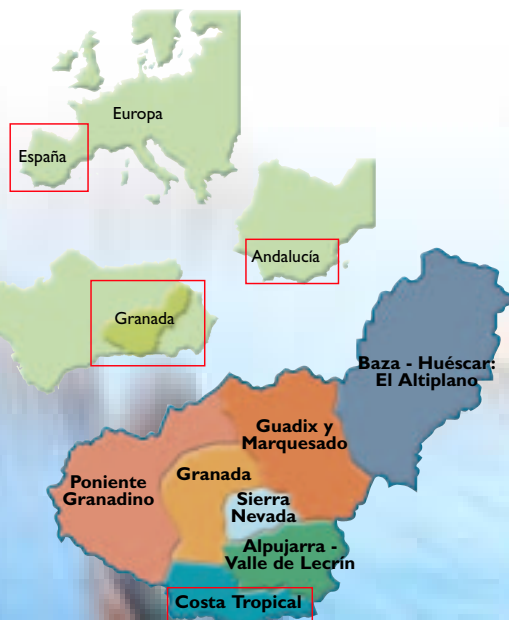 Europa
España
Andalucía
Granada
Baza - Huéscar:
El Altiplano
Guadix y
Marquesado
Granada
Poniente
Granadino
Sierra
Nevada
Alpujarra -
Valle de Lecrín
Costa Tropical